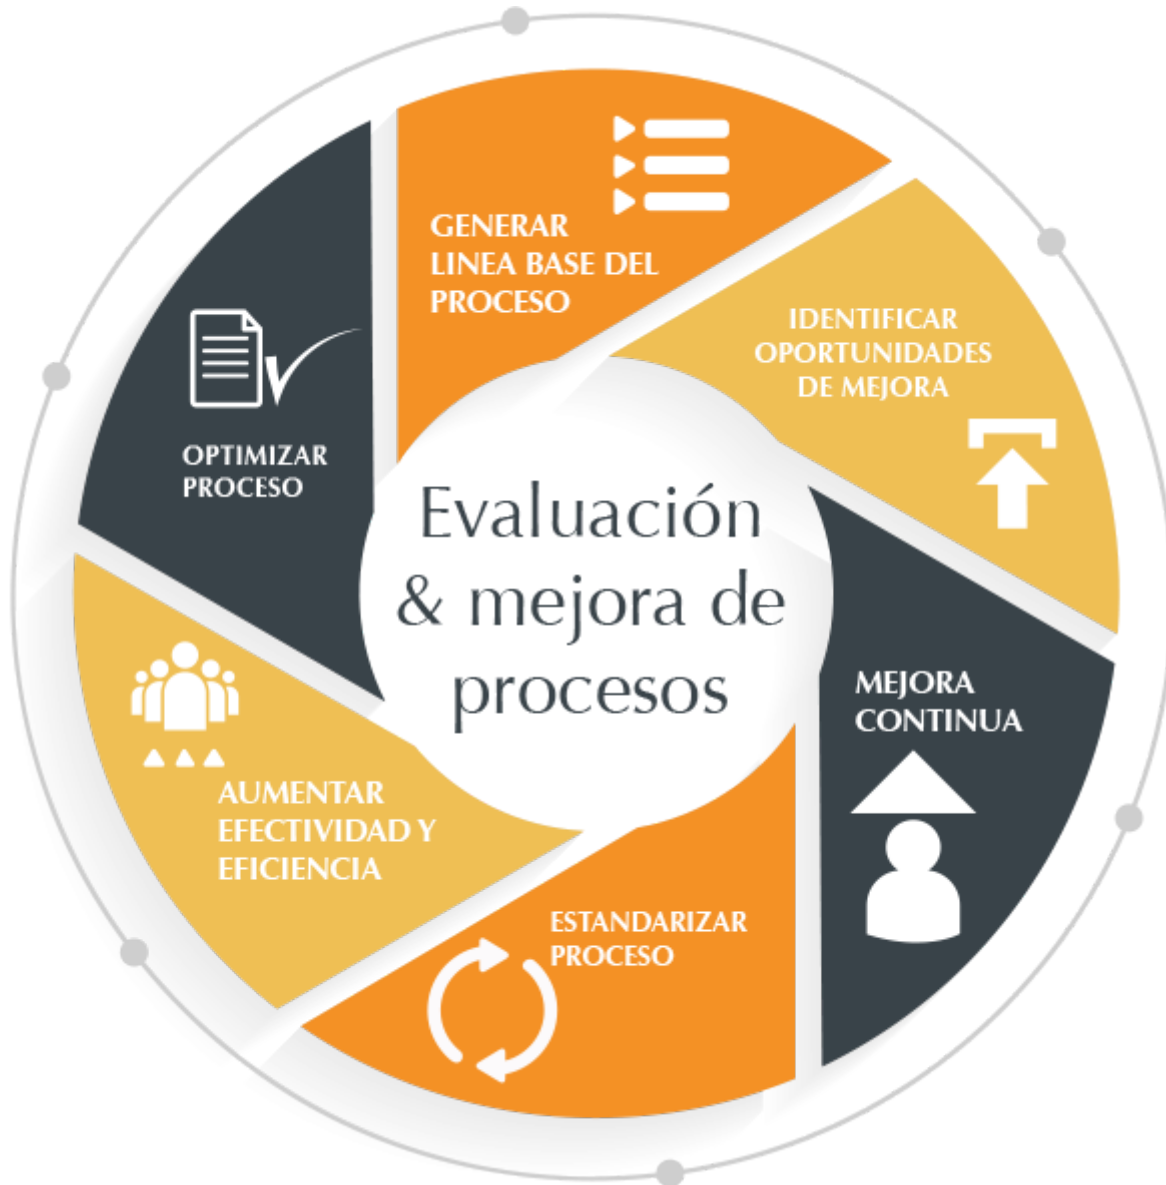 GENERAR
LINEA BASE DEL
PROCESO
IDENTIFICAR
OPORTUNIDADES
DE MEJORA
MEJORA
CONTINUA
ESTANDARIZAR
PROCESO
AUMENTAR
EFECTIVIDAD Y
EFICIENCIA
OPTIMIZAR
PROCESO
Evaluación
& mejora de
procesos